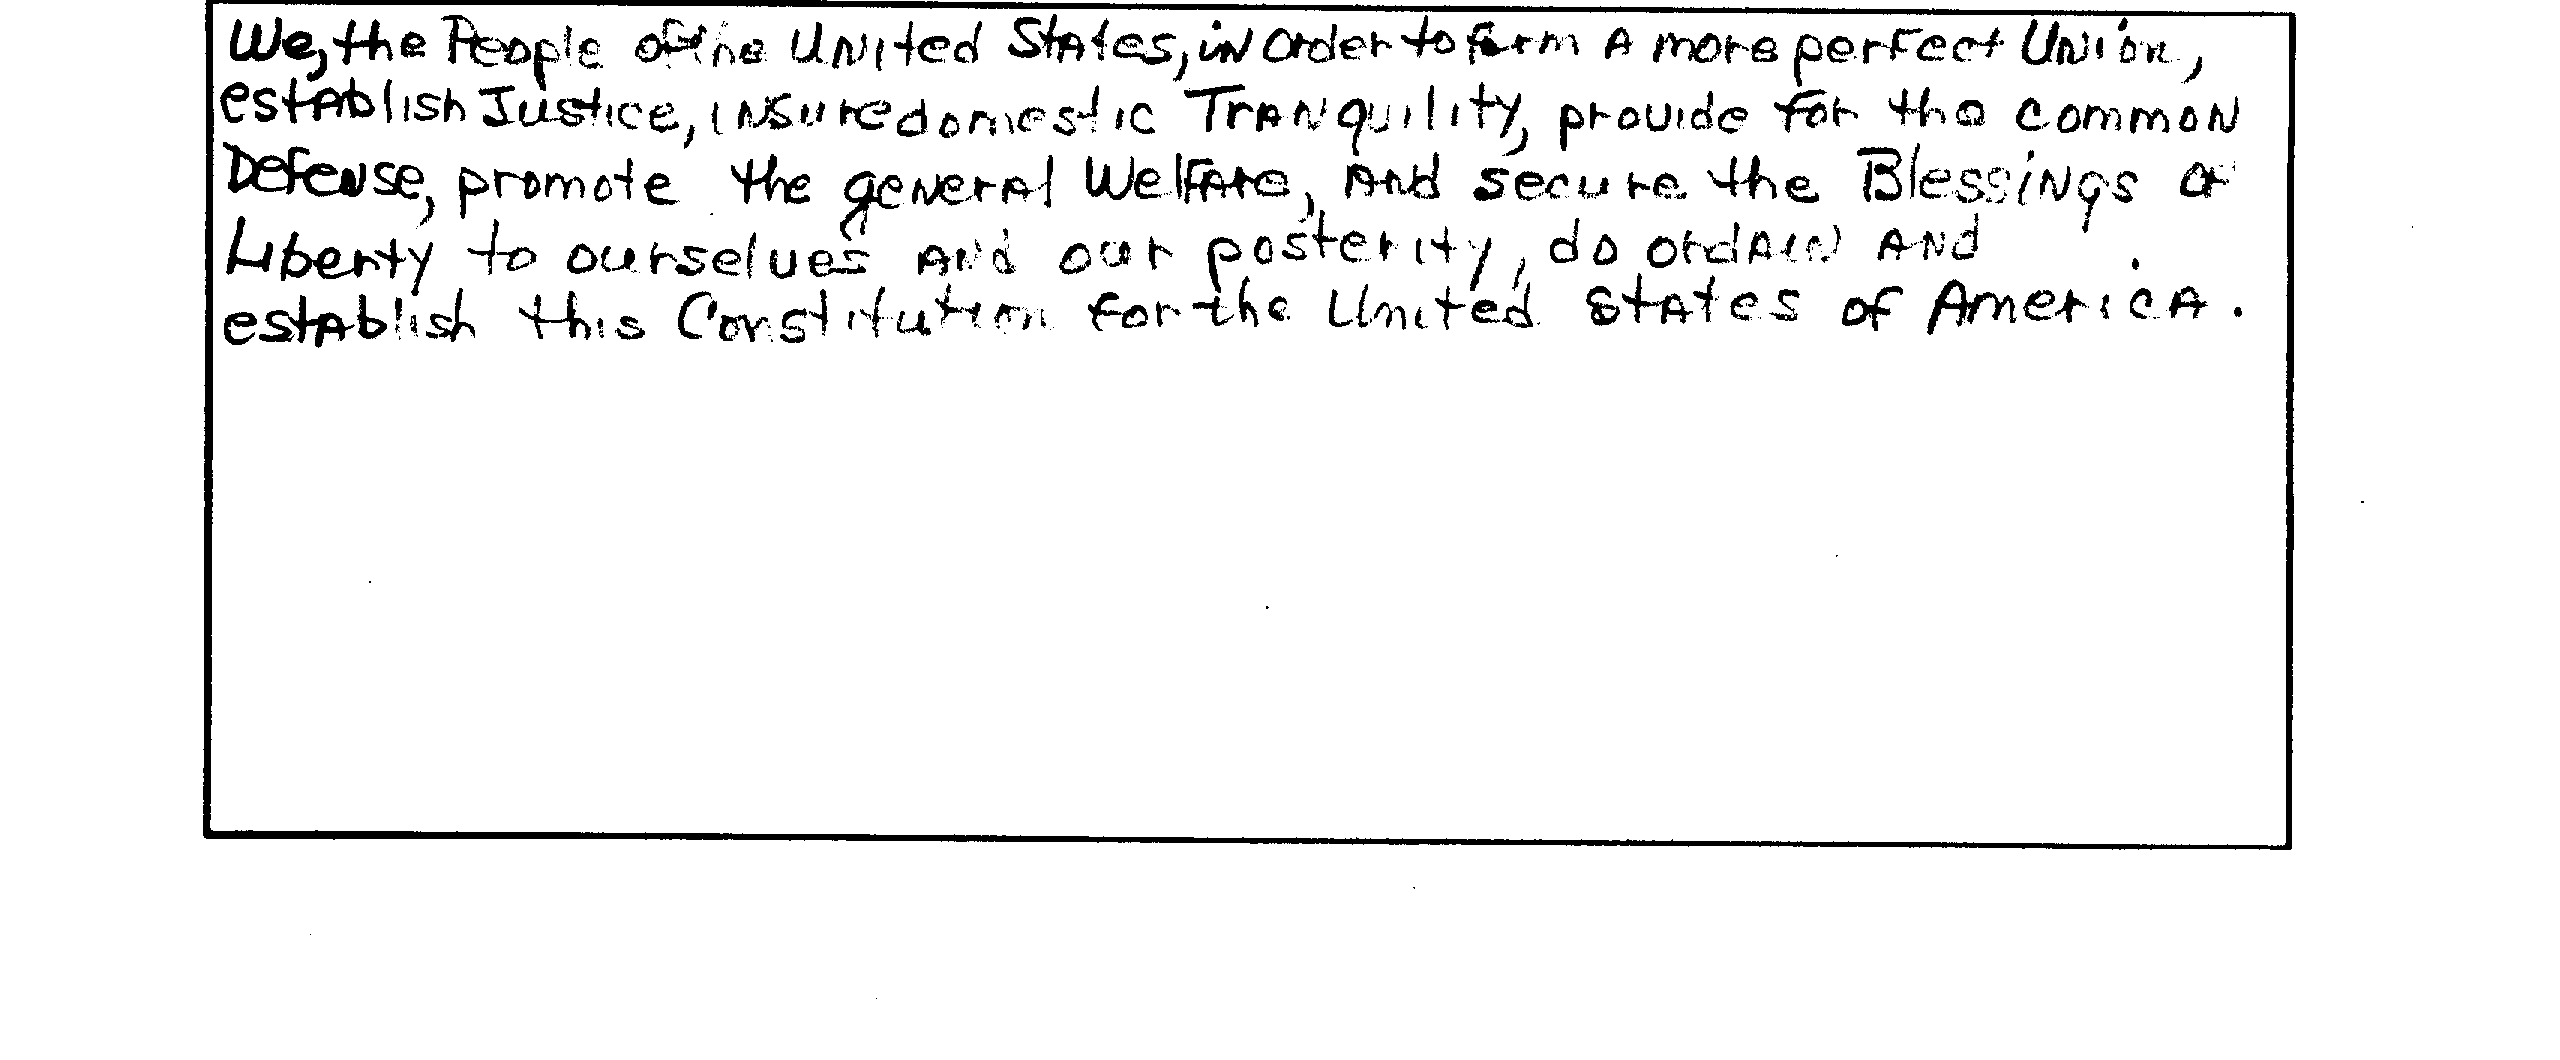 We, the People of the United States, in order to form a more perfect Union,
establish Justice, insure domestic Tranquility, provide for the common
Defense, promote the general Welfare, and secure the Blessings of
Liberty to ourselves and our posterity, do ordain and
establish this Constitution for the United States of America.